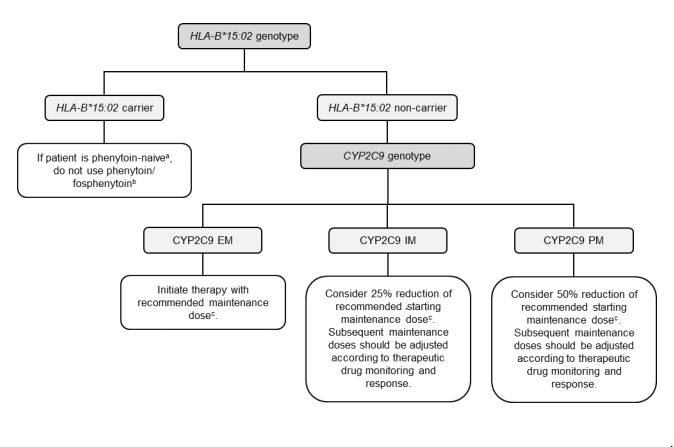 HLA-B*15:02 genotype
HLA-B*15:02 carrier
HLA-B*15:02 non-carrier
If patient is phenytoin-naiveᵃ,
do not use phenytoin/
fosphenytoinᵇ
CYP2C9 genotype
CYP2C9 EM
CYP2C9 IM
CYP2C9 PM
Initiate therapy with
recommended maintenance
doseᶜ.
Consider 25% reduction of
recommended starting
maintenance doseᶜ.
Subsequent maintenance
doses should be adjusted
according to therapeutic
drug monitoring and
response.
Consider 50% reduction of
recommended starting
maintenance doseᶜ.
Subsequent maintenance
doses should be adjusted
according to therapeutic
drug monitoring and
response.